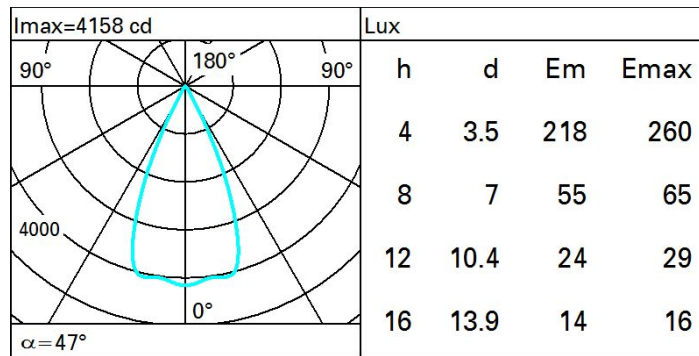 Imax=4158 cd
90° 180° 90°
4000
0°
α=47°
Lux
h d Em Emax
4 3.5 218 260
8 7 55 65
12 10.4 24 29
16 13.9 14 16